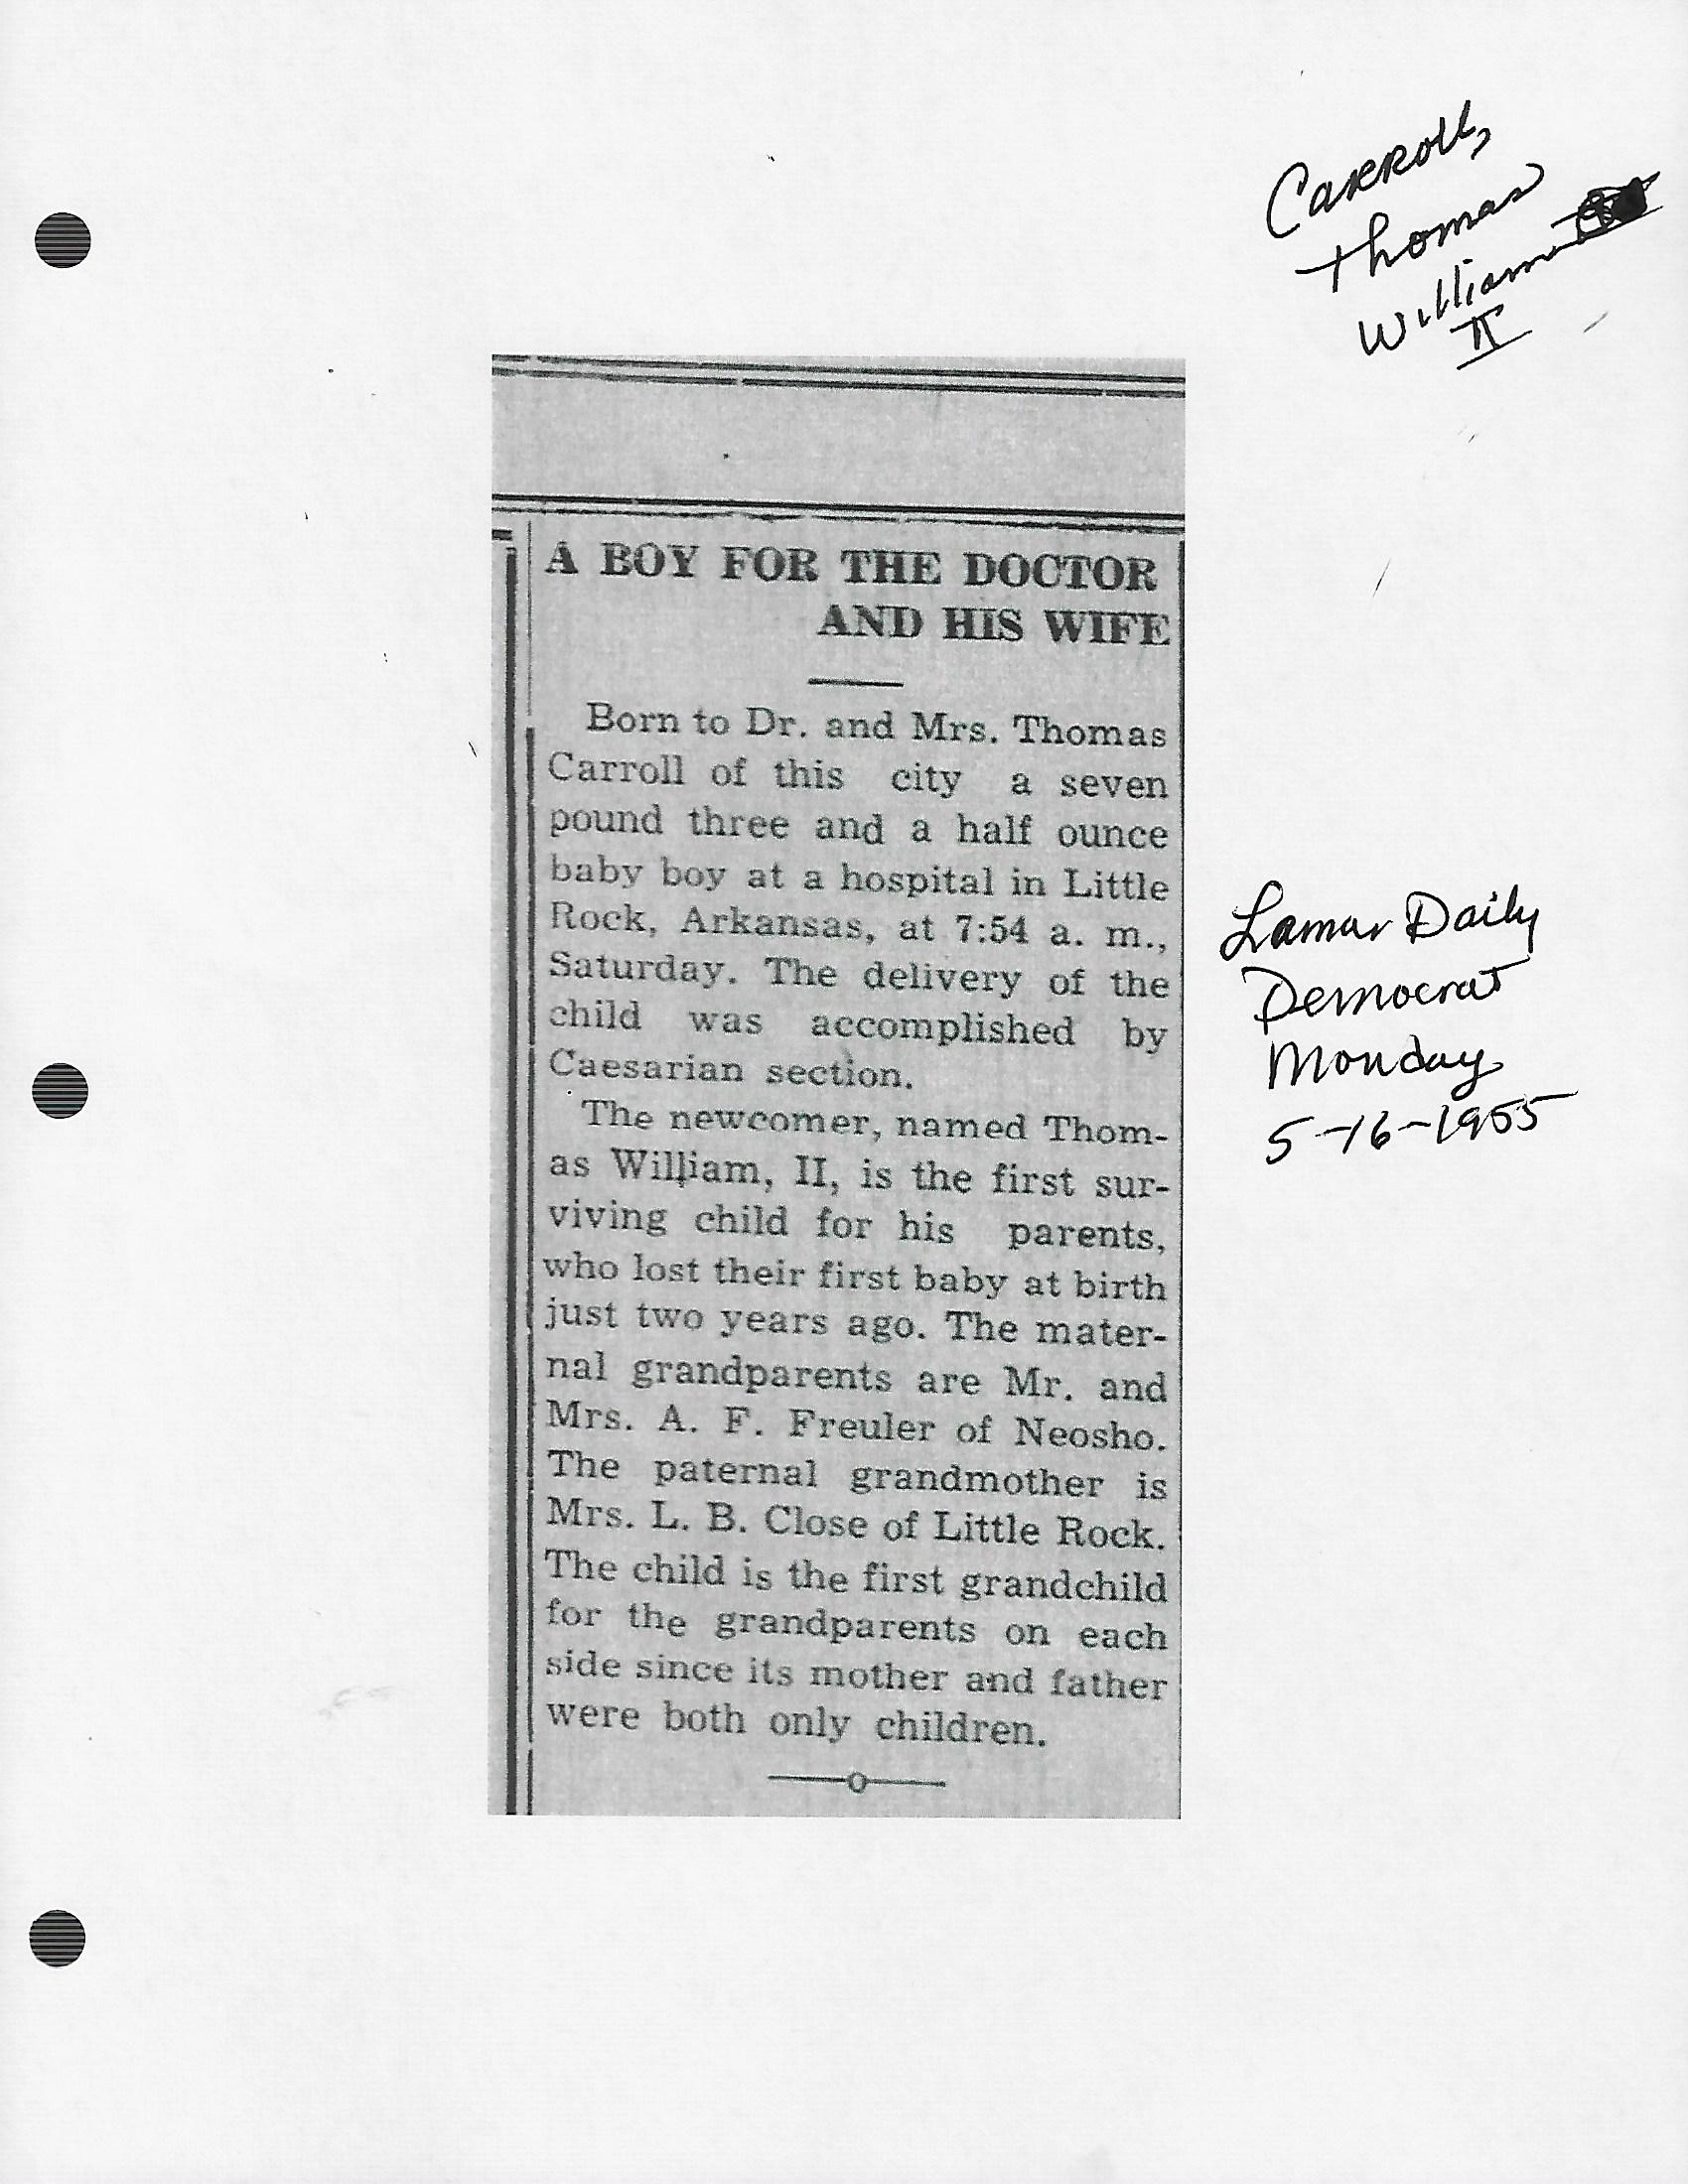 Carroll,
Thomas
William
II
A BOY FOR THE DOCTOR
AND HIS WIFE
Born to Dr. and Mrs. Thomas
Carroll of this city a seven
pound three and a half ounce
baby boy at a hospital in Little
Rock, Arkansas, at 7:54 a. m.,
Saturday. The delivery of the
child was accomplished by
Caesarian section.
The newcomer, named Thom-
as William, II, is the first sur-
viving child for his parents,
who lost their first baby at birth
just two years ago. The mater-
nal grandparents are Mr. and
Mrs. A. F. Freuler of Neosho.
The paternal grandmother is
Mrs. L. B. Close of Little Rock.
The child is the first grandchild
for the grandparents on each
side since its mother and father
were both only children.
Lamar Daily
Democrat
Monday
5-16-1955